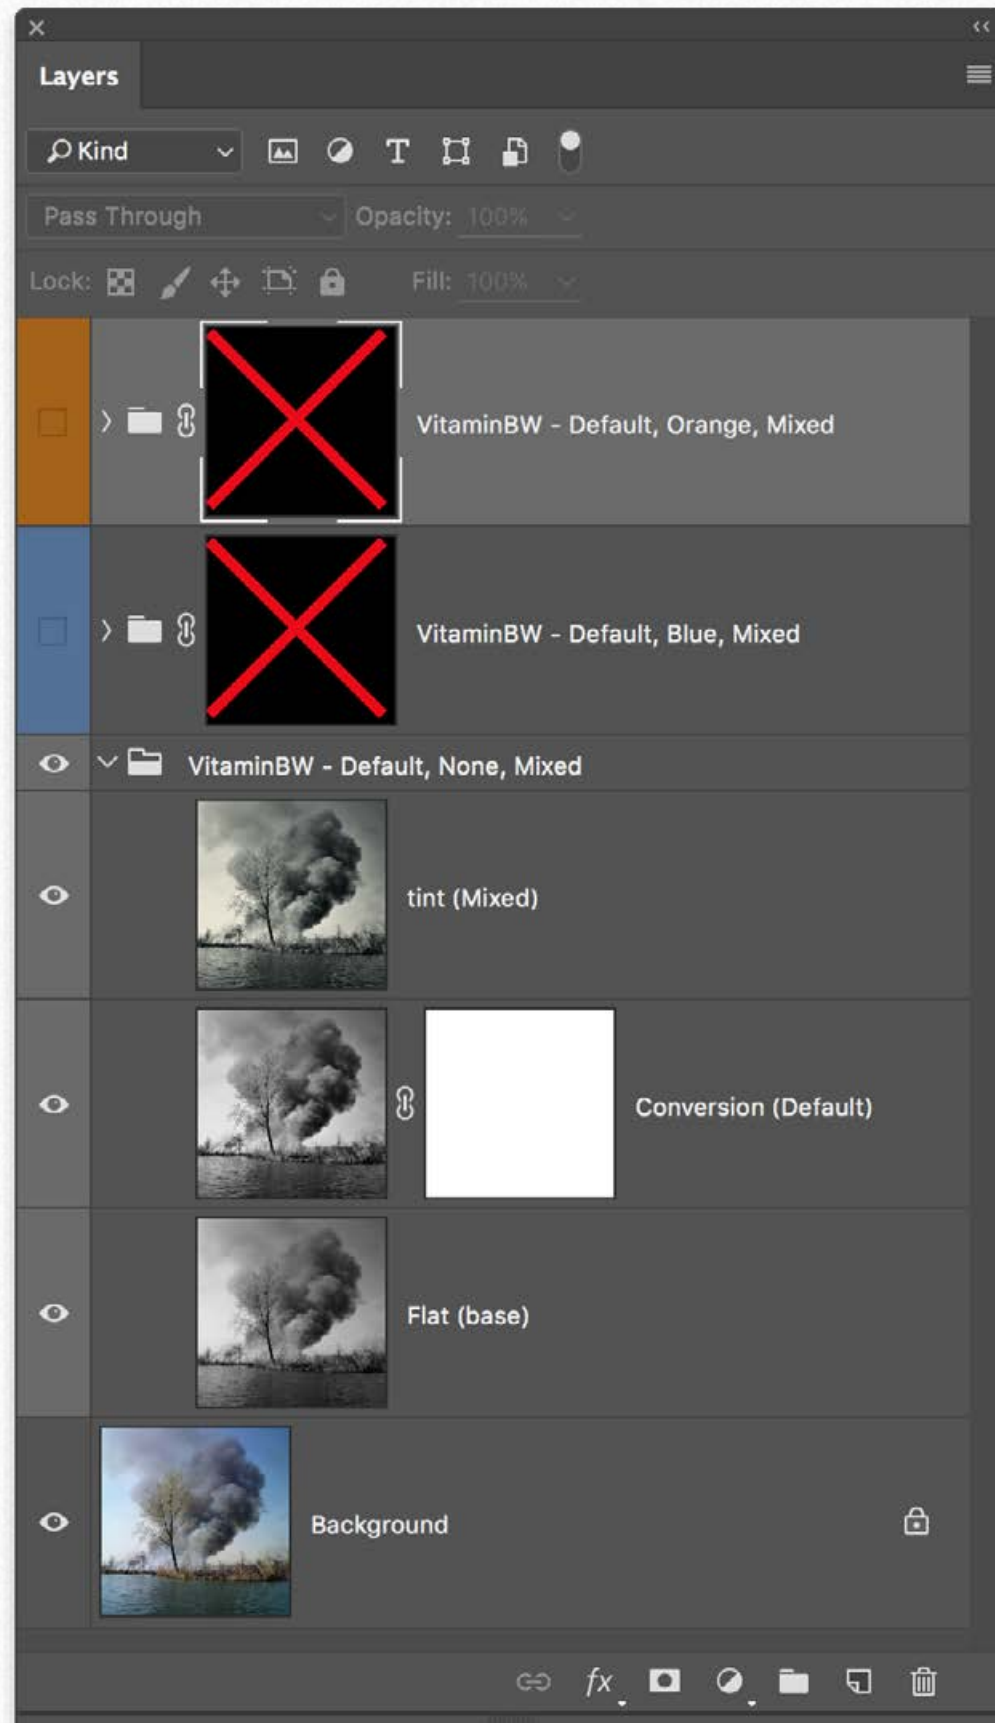 Layers
Kind
Pass Through Opacity: 100%
Lock: Fill: 100%
VitaminBW - Default, Orange, Mixed
VitaminBW - Default, Blue, Mixed
VitaminBW - Default, None, Mixed
tint (Mixed)
Conversion (Default)
Flat (base)
Background
fx